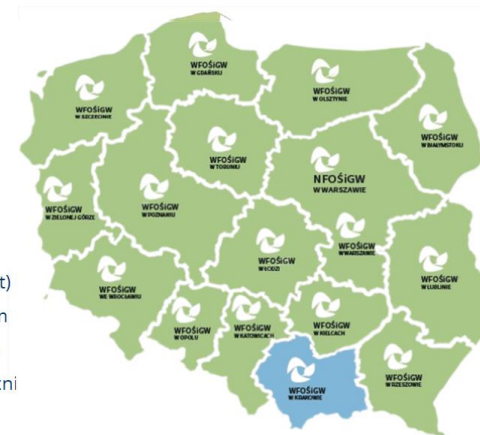 WFOŚiGW
W GDAŃSKU
WFOŚiGW
W SZCZECINIE
WFOŚiGW
W OLSZTYNIE
WFOŚiGW
W BIAŁYMSTOKU
WFOŚiGW
W TORUNIU
NFOŚiGW
W WARSZAWIE
WFOŚiGW
W ZIELONEJ GÓRZE
WFOŚiGW
W POZNANIU
WFOŚiGW
W WARSZAWIE
WFOŚiGW
W ŁODZI
WFOŚiGW
W LUBLINIE
WFOŚiGW
WE WROCŁAWIU
t)
n
WFOŚiGW
W OPOLU
WFOŚiGW
W KATOWICACH
WFOŚiGW
W KIELCACH
WFOŚiGW
W RZESZOWIE
zni
WFOŚiGW
W KRAKOWIE